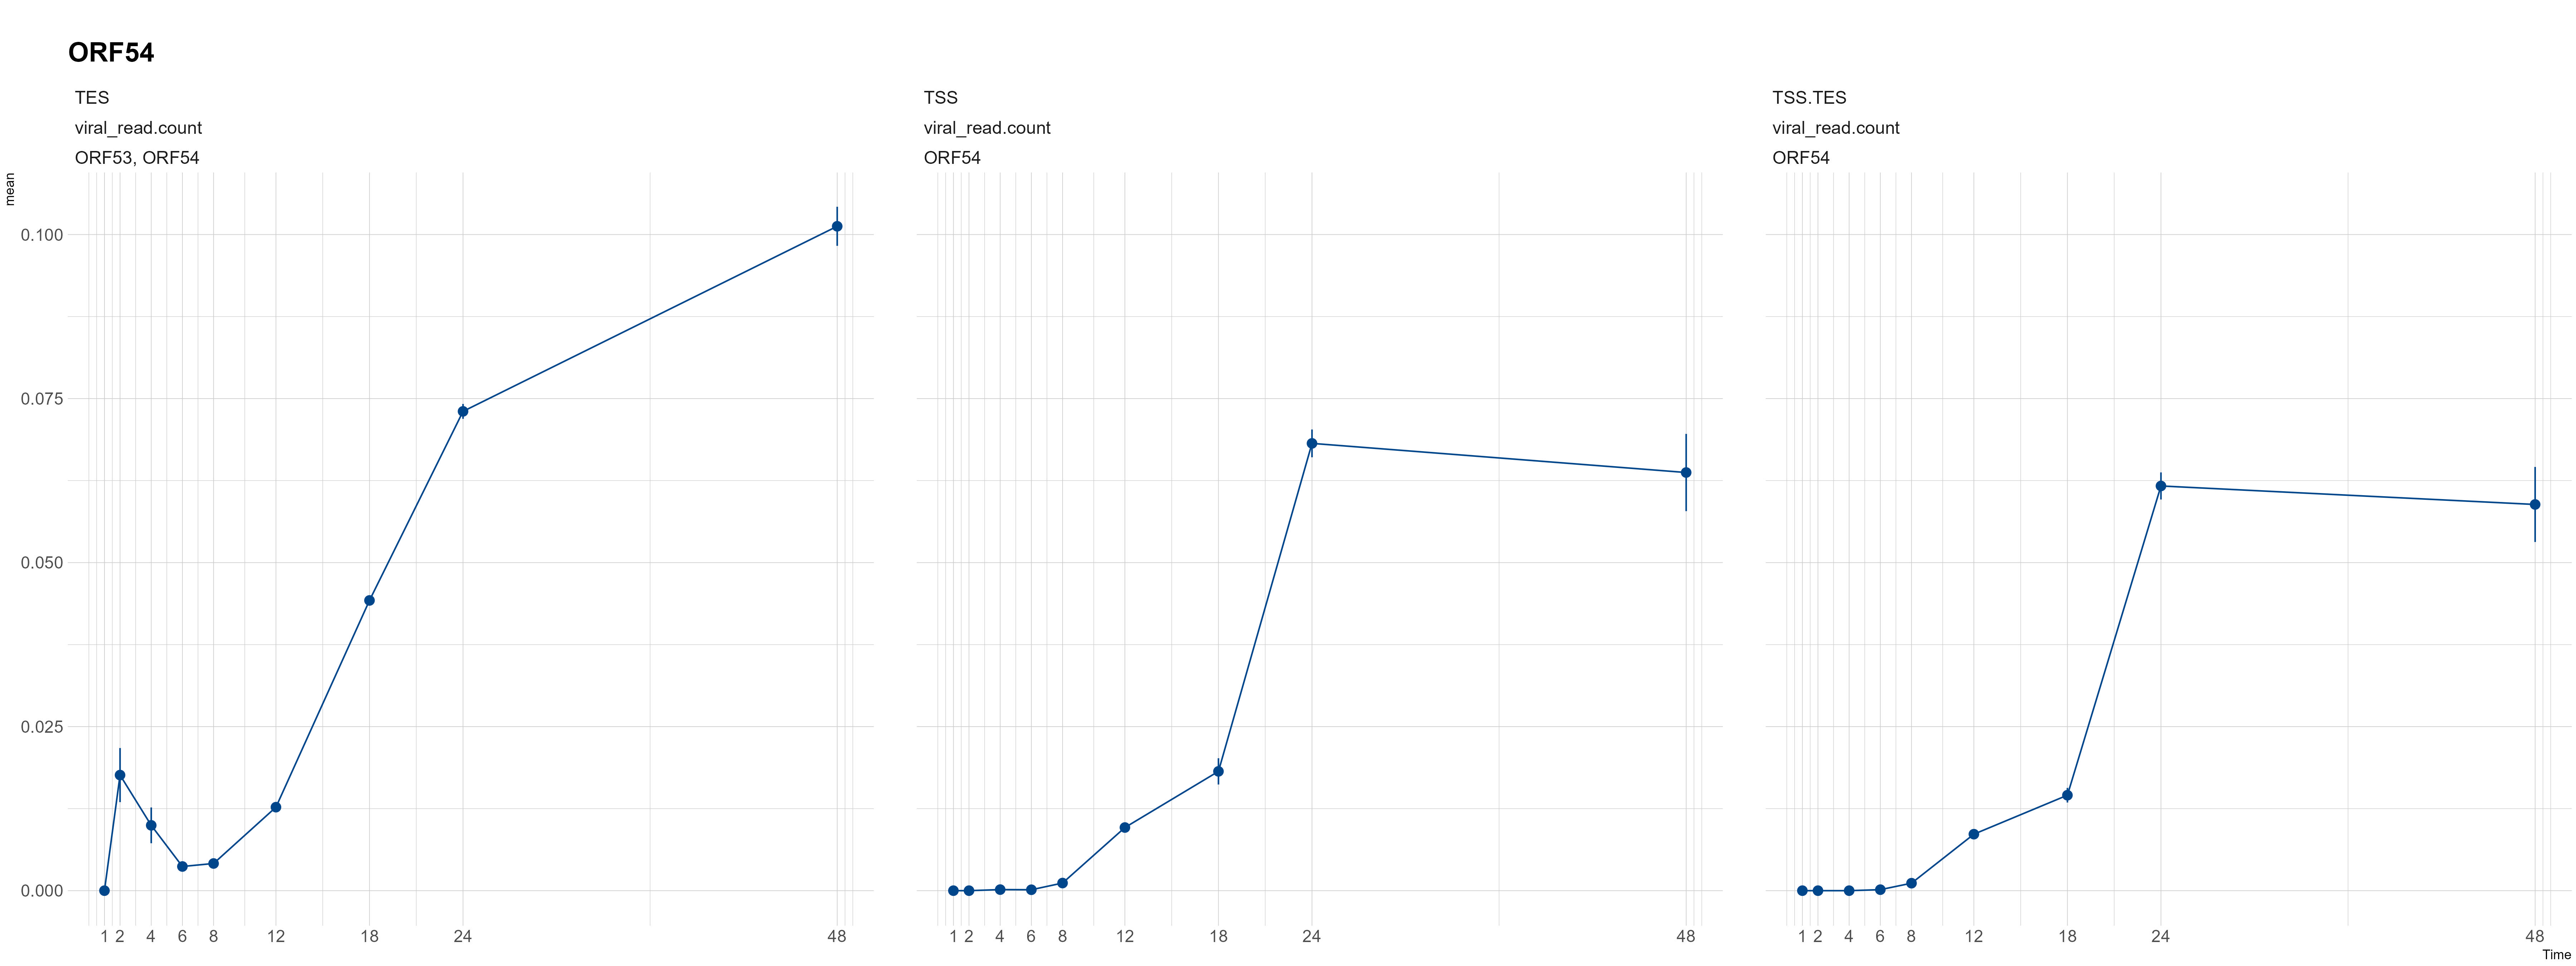 ORF54
TES
viral_read.count
ORF53, ORF54
TSS
viral_read.count
ORF54
TSS.TES
viral_read.count
ORF54
mean
0.100
0.075
0.050
0.025
0.000
1 2 4 6 8 12 18 24 48
1 2 4 6 8 12 18 24 48
1 2 4 6 8 12 18 24 48
Time